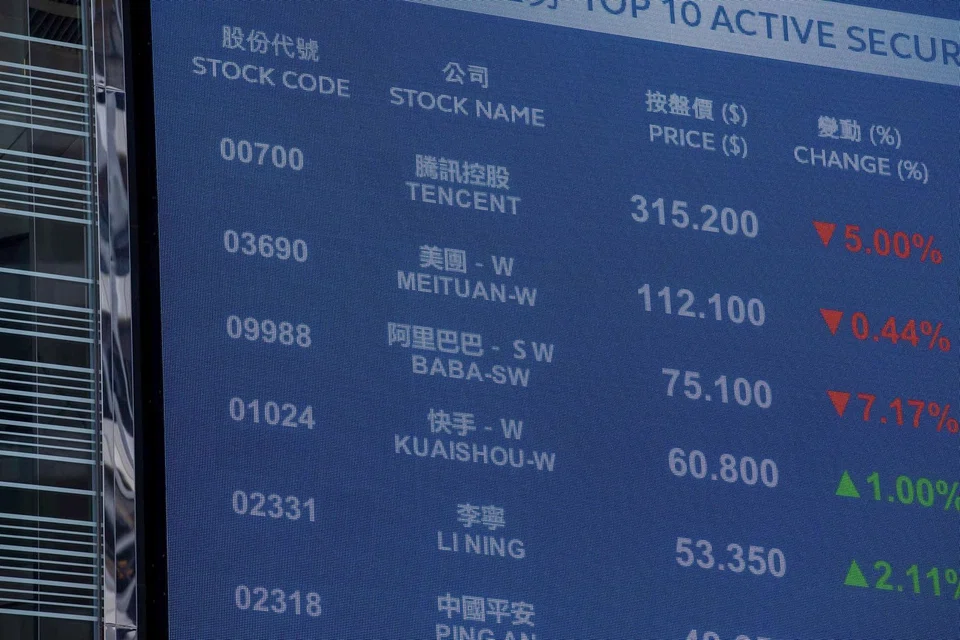 TOP 10 ACTIVE SECUR
股份代號 公司 按盤價 ($) 變動 (%)
STOCK CODE STOCK NAME PRICE ($) CHANGE (%)
00700 騰訊控股 315.200 ▼5.00%
TENCENT
03690 美團 - W 112.100 ▼0.44%
MEITUAN-W
09988 阿里巴巴 - S W 75.100 ▼7.17%
BABA-SW
01024 快手 - W 60.800 ▲1.00%
KUAISHOU-W
02331 李寧 53.350 ▲2.11%
LI NING
02318 中國平安
PING AN